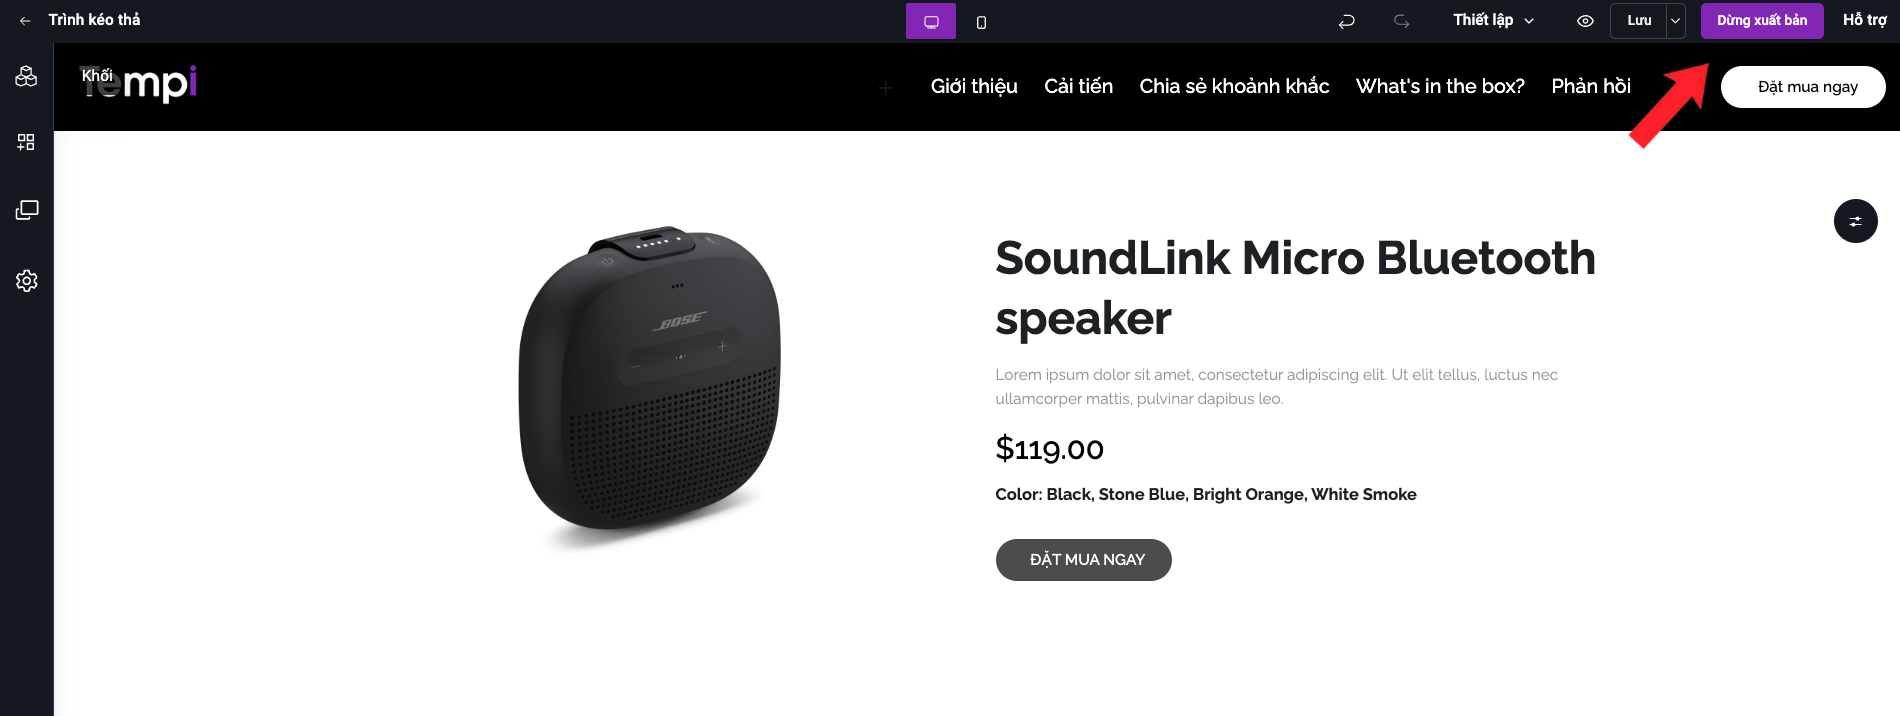 Trình kéo thả
Thiết lập
Lưu
Dừng xuất bản
Hỗ trợ
Khối
Tempi
Giới thiệu
Cải tiến
Chia sẻ khoảnh khắc
What's in the box?
Phản hồi
Đặt mua ngay
BOSE
SoundLink Micro Bluetooth
speaker
Lorem ipsum dolor sit amet, consectetur adipiscing elit. Ut elit tellus, luctus nec
ullamcorper mattis, pulvinar dapibus leo.
$119.00
Color: Black, Stone Blue, Bright Orange, White Smoke
ĐẶT MUA NGAY